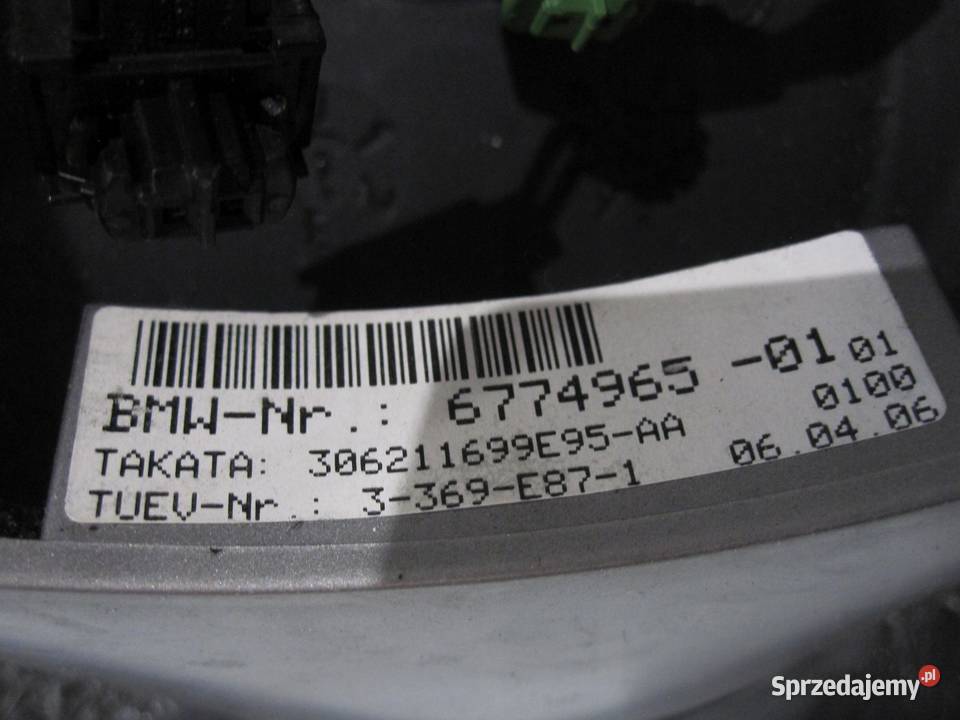 BMW-Nr.: 6774965 -01 01
0100
TAKATA: 306211699E95-AA
06.04.06
TUEV-Nr.: 3-369-E87-1
Sprzedajemy.pl